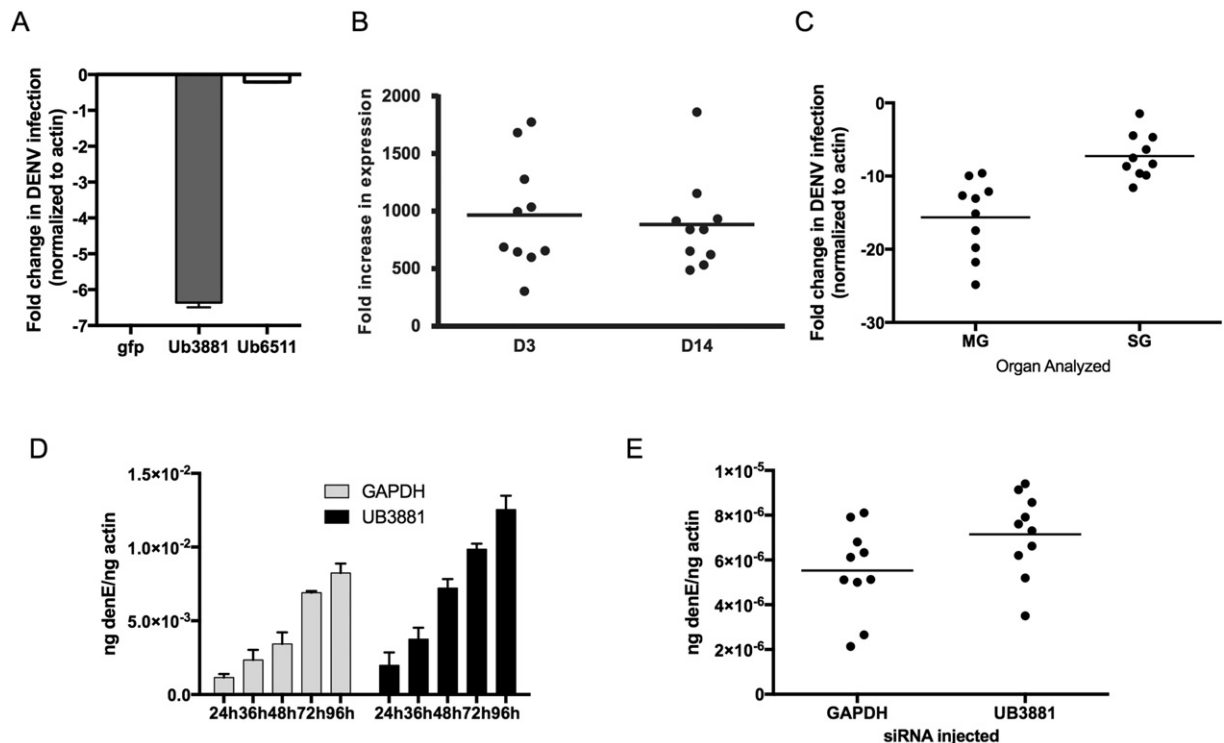 A
Fold change in DENV infection
(normalized to actin)
0
-1
-2
-3
-4
-5
-6
-7
gfp Ub3881 Ub6511
B
Fold increase in expression
2000
1500
1000
500
0
D3 D14
C
Fold change in DENV infection
(normalized to actin)
0
-10
-20
-30
MG SG
Organ Analyzed
D
ng denE/ng actin
1.5×10-2
1.0×10-2
5.0×10-3
0.0
GAPDH
UB3881
24h36h48h72h96h 24h36h48h72h96h
E
ng denE/ng actin
1×10-5
8×10-6
6×10-6
4×10-6
2×10-6
0
GAPDH UB3881
siRNA injected